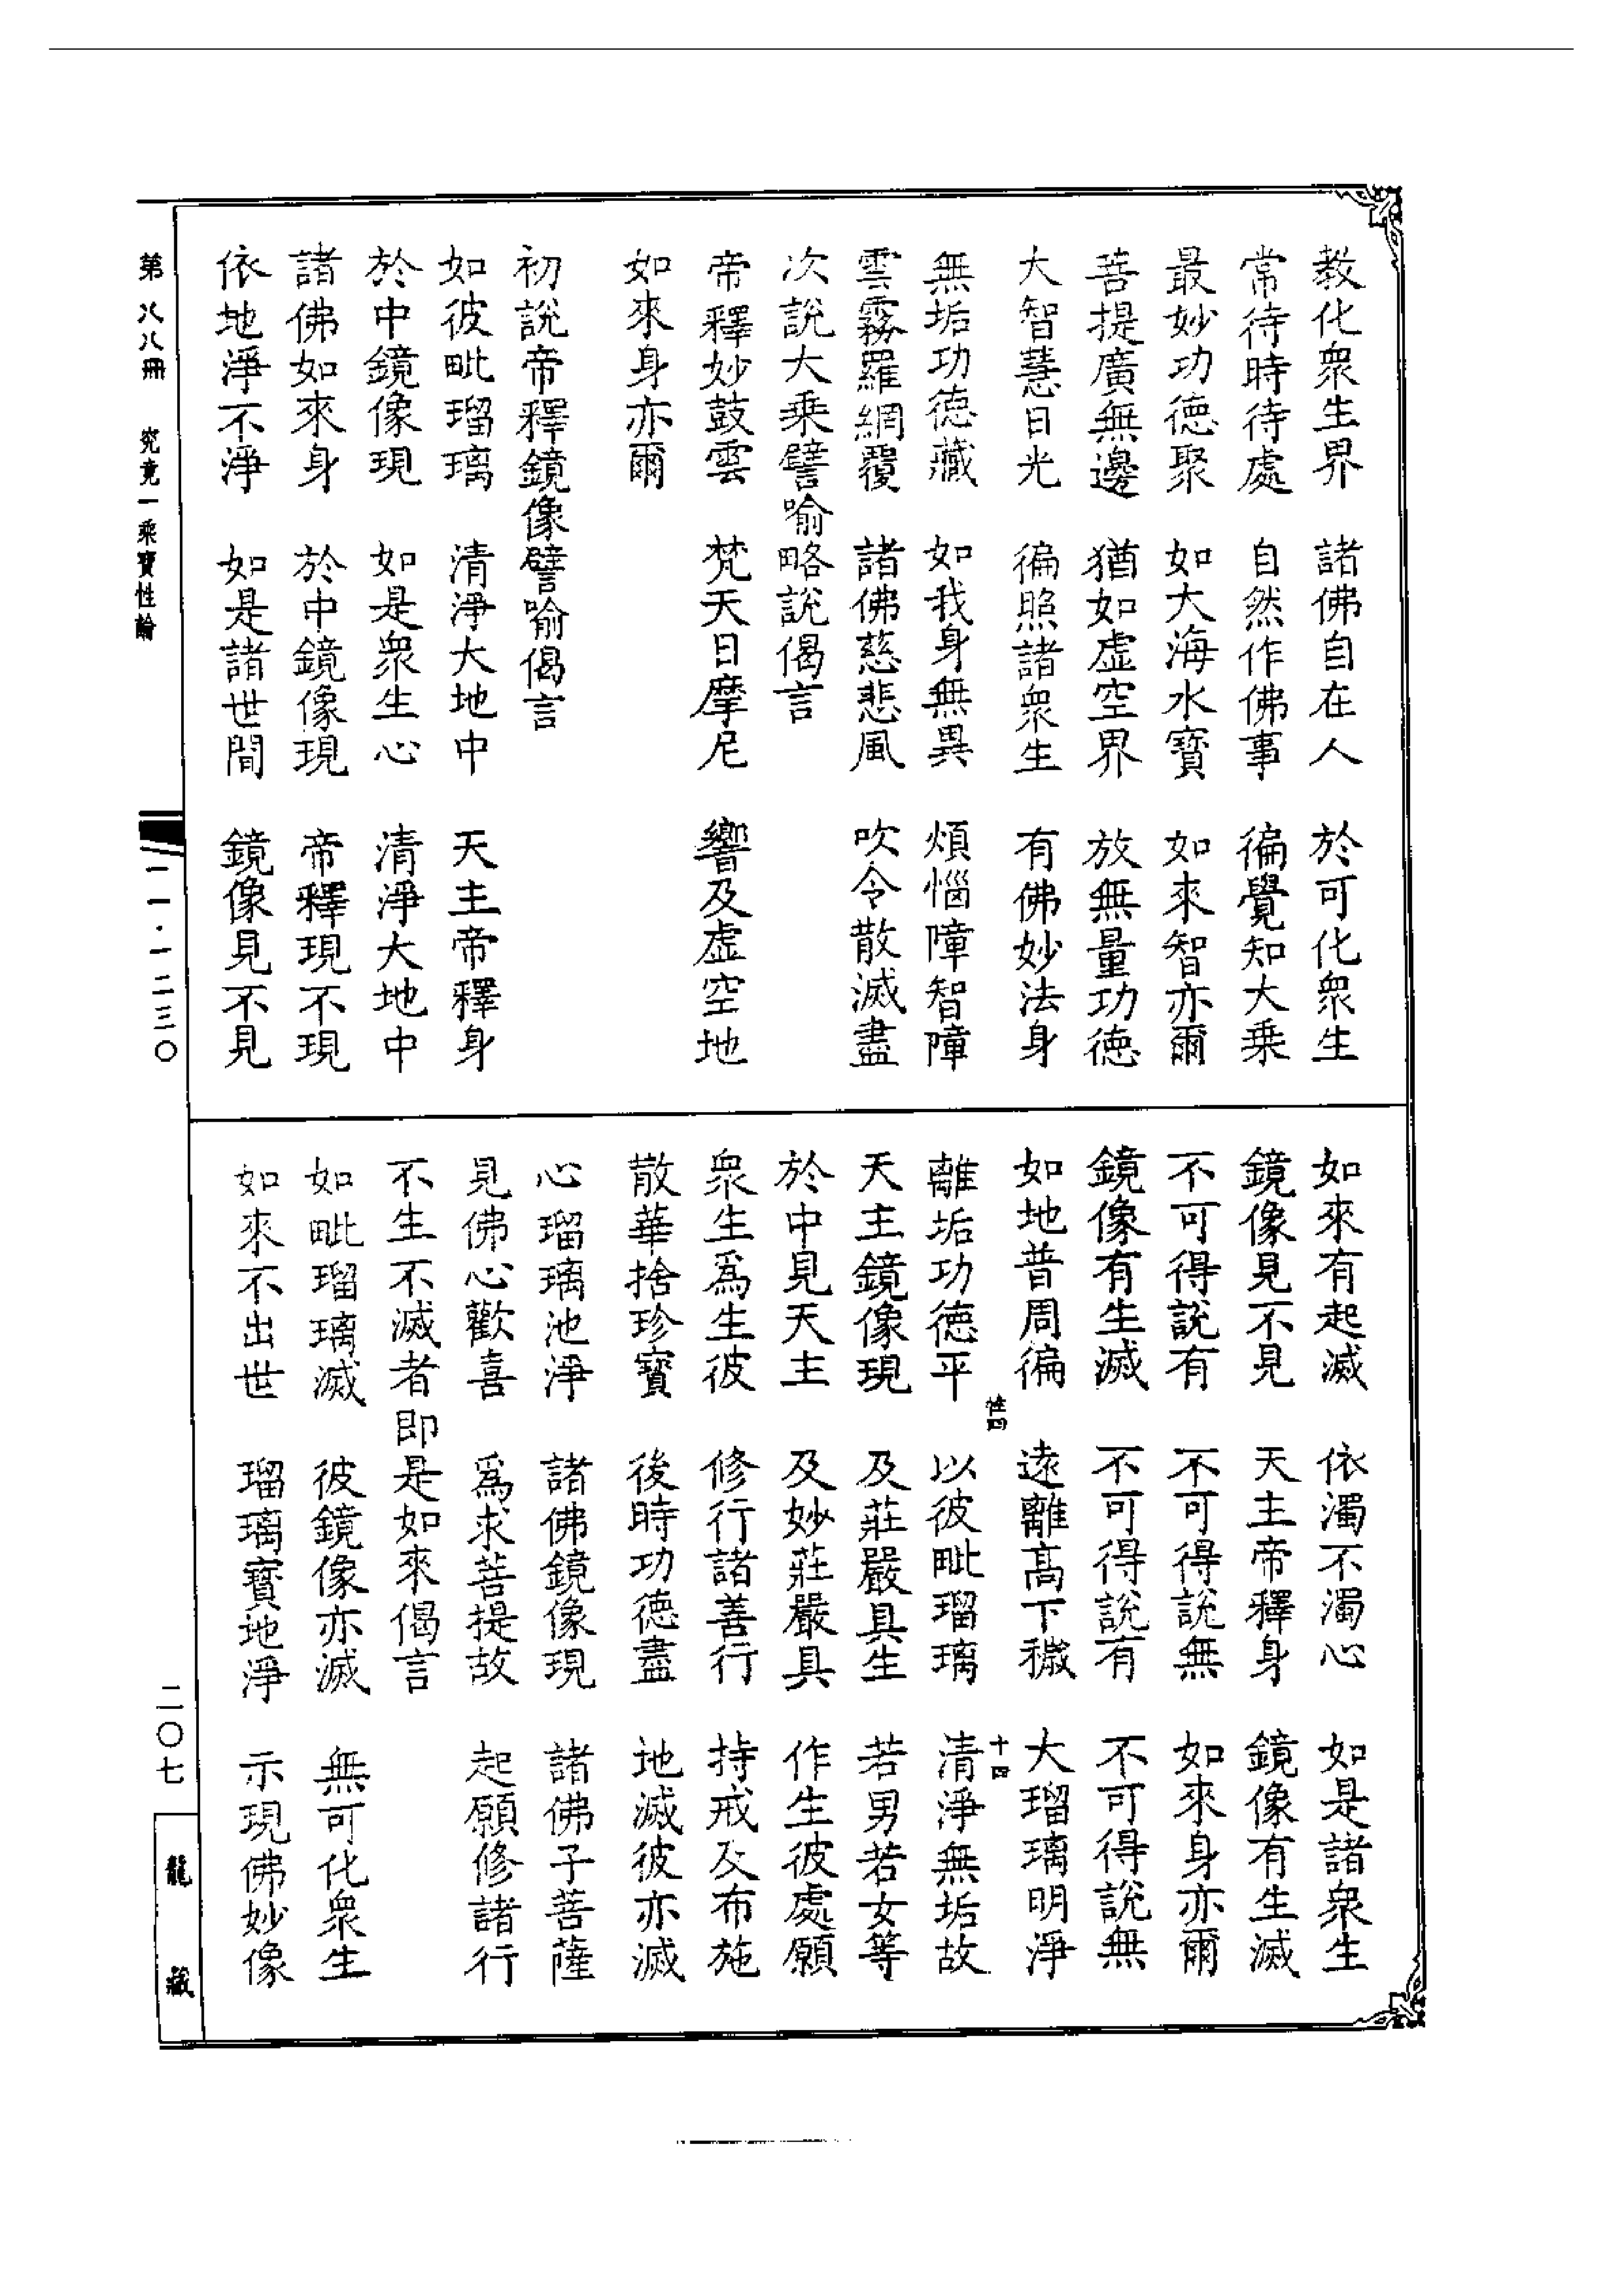 教化衆生界　諸佛自在人　於可化衆生
常待時待處　自然作佛事　徧覺知大乘
最妙功德聚　如大海水寶　如來智亦爾
菩提廣無邊　猶如虛空界　放無量功德
大智慧日光　徧照諸衆生　有佛妙法身
無垢功德藏　如我身無異　煩惱障智障
雲霧羅網覆　諸佛慈悲風　吹令散滅盡
次說大乘譬喻略說偈言
帝釋妙鼓雲　梵天日摩尼　響及虛空地
如來身亦爾
初說帝釋鏡像譬喻偈言
如彼毗瑠璃　清淨大地中　天主帝釋身
於中鏡像現　如是衆生心　清淨大地中
諸佛如來身　於中鏡像現　帝釋現不現
依地淨不淨　如是諸世間　鏡像見不見
如來有起滅　依濁不濁心　如是諸衆生
鏡像見不見　天主帝釋身　鏡像有生滅
不可得說有　不可得說無　如來身亦爾
鏡像有生滅　不可得說有　不可得說無
如地普周徧　遠離高下穢　大瑠璃明淨
性四　十四
離垢功德平　以彼毗瑠璃　清淨無垢故
天主鏡像現　及莊嚴具生　若男若女等
於中見天主　及妙莊嚴具　作生彼處願
衆生爲生彼　修行諸善行　持戒及布施
散華捨珍寶　後時功德盡　地滅彼亦滅
心瑠璃池淨　諸佛鏡像現　諸佛子菩薩
見佛心歡喜　爲求菩提故　起願修諸行
不生不滅者即是如來偈言
如毗瑠璃滅　彼鏡像亦滅　無可化衆生
如來不出世　瑠璃寶地淨　示現佛妙像
第八八冊　究竟一乘寶性論
一一·一二三〇
二〇七
龍藏